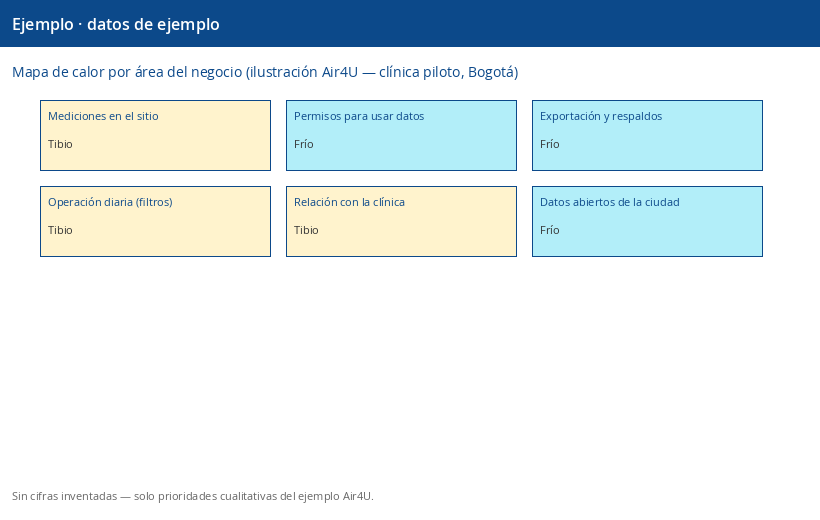 Ejemplo · datos de ejemplo
Mapa de calor por área del negocio (ilustración Air4U — clínica piloto, Bogotá)
Mediciones en el sitio
Tibio
Permisos para usar datos
Frío
Exportación y respaldos
Frío
Operación diaria (filtros)
Tibio
Relación con la clínica
Tibio
Datos abiertos de la ciudad
Frío
Sin cifras inventadas — solo prioridades cualitativas del ejemplo Air4U.